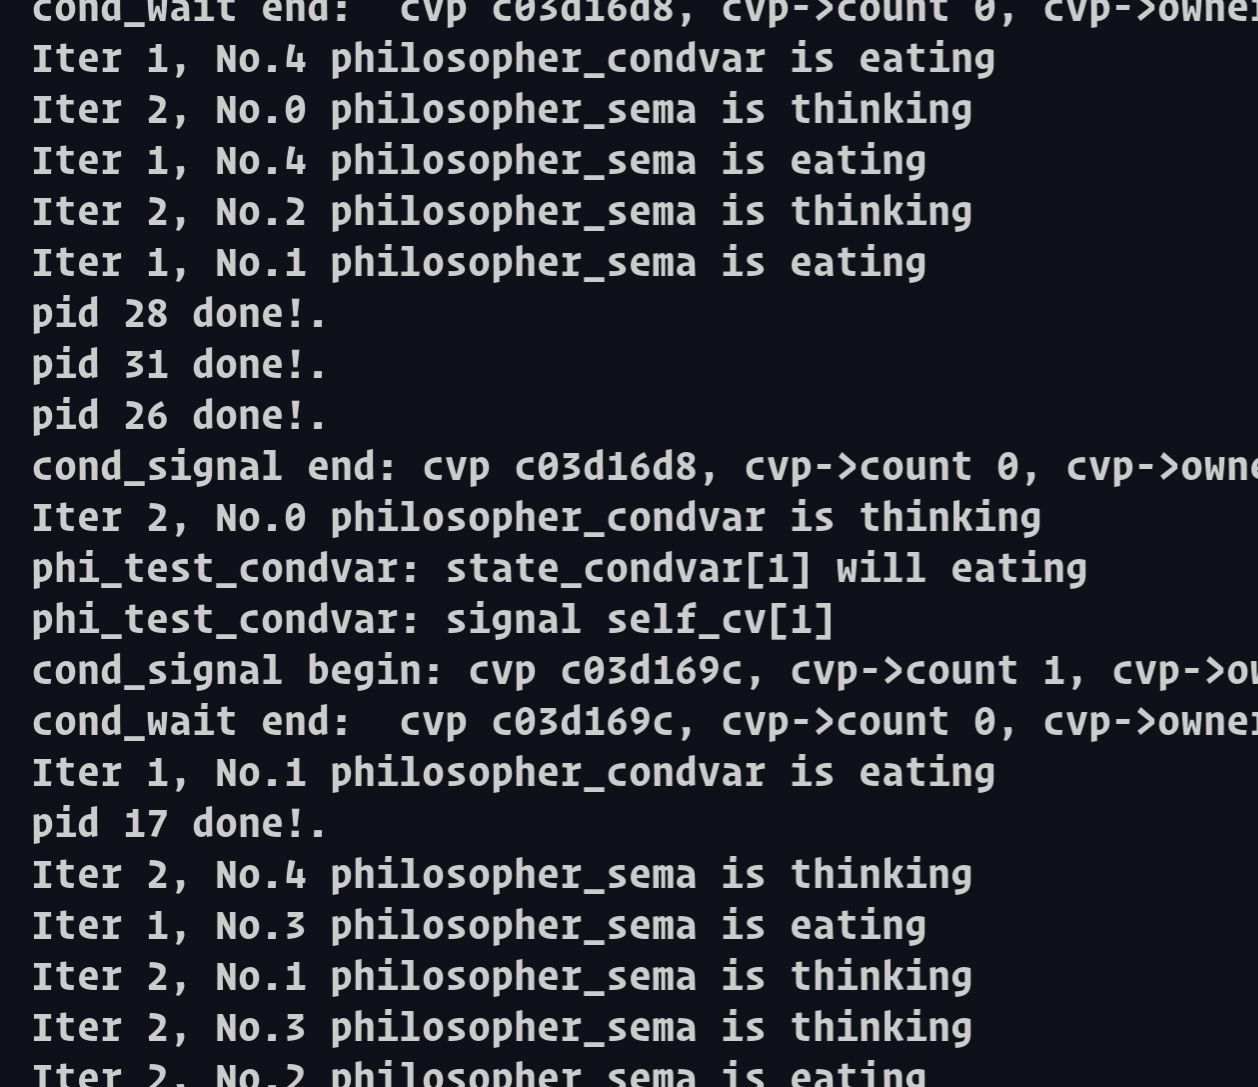 cond_wait end:  cvp c03d16d8, cvp->count 0, cvp->owner
Iter 1, No.4 philosopher_condvar is eating
Iter 2, No.0 philosopher_sema is thinking
Iter 1, No.4 philosopher_sema is eating
Iter 2, No.2 philosopher_sema is thinking
Iter 1, No.1 philosopher_sema is eating
pid 28 done!.
pid 31 done!.
pid 26 done!.
cond_signal end: cvp c03d16d8, cvp->count 0, cvp->owne
Iter 2, No.0 philosopher_condvar is thinking
phi_test_condvar: state_condvar[1] will eating
phi_test_condvar: signal self_cv[1]
cond_signal begin: cvp c03d169c, cvp->count 1, cvp->ow
cond_wait end:  cvp c03d169c, cvp->count 0, cvp->owner
Iter 1, No.1 philosopher_condvar is eating
pid 17 done!.
Iter 2, No.4 philosopher_sema is thinking
Iter 1, No.3 philosopher_sema is eating
Iter 2, No.1 philosopher_sema is thinking
Iter 2, No.3 philosopher_sema is thinking
Iter 2, No.2 philosopher_sema is eating